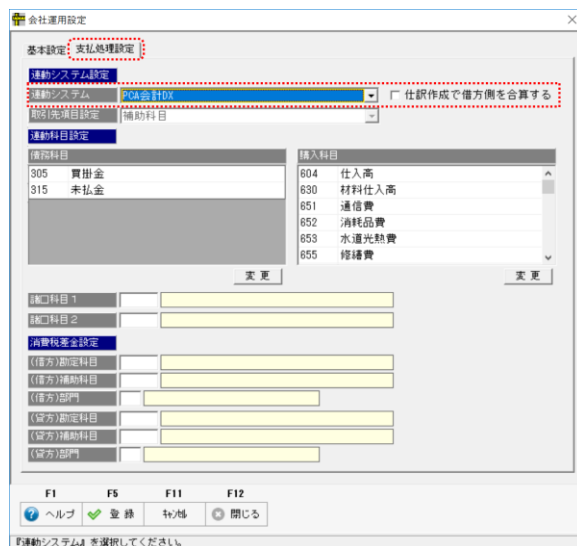 会社運用設定
基本設定 支払処理設定
連動システム設定
連動システム PCA会計DX 仕訳作成で借方側を合算する
取引先項目設定 補助科目
連動科目設定
債務科目 購入科目
305 買掛金 604 仕入高
315 未払金 630 材料仕入高
651 通信費
652 消耗品費
653 水道光熱費
655 修繕費
変更 変更
諸口科目1
諸口科目2
消費税差金設定
(借方)勘定科目
(借方)補助科目
(借方)部門
(貸方)勘定科目
(貸方)補助科目
(貸方)部門
F1 F5 F11 F12
ヘルプ 登録 キャンセル 閉じる
『連動システム』を選択してください。